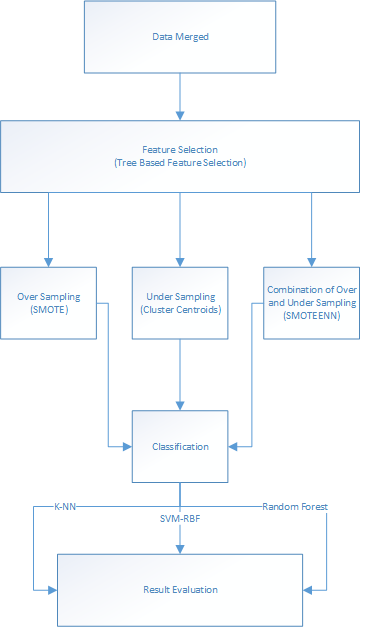 Data Merged
Feature Selection
(Tree Based Feature Selection)
Over Sampling
(SMOTE)
Under Sampling
(Cluster Centroids)
Combination of Over
and Under Sampling
(SMOTEENN)
Classification
K-NN
SVM-RBF
Random Forest
Result Evaluation